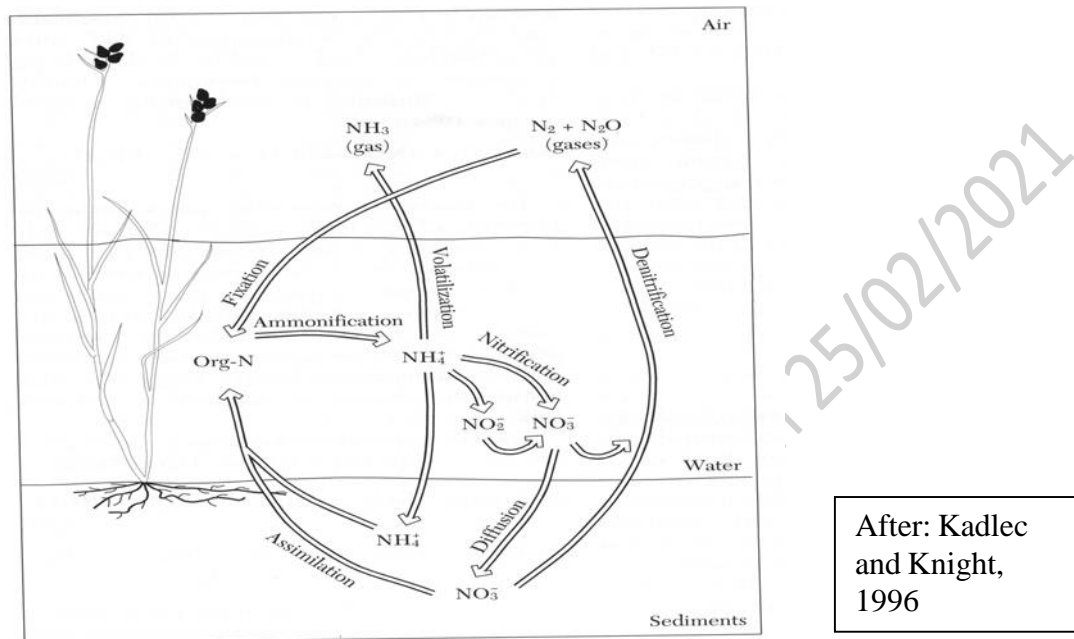 Air
NH₃
(gas)
N₂ + N₂O
(gases)
Fixation
Volatilization
Denitrification
Ammonification
Org-N
NH₄⁺
Nitrification
NO₂⁻
NO₃⁻
Water
Diffusion
NH₄⁺
Assimilation
NO₃⁻
Sediments
25/02/2021
After: Kadlec
and Knight,
1996